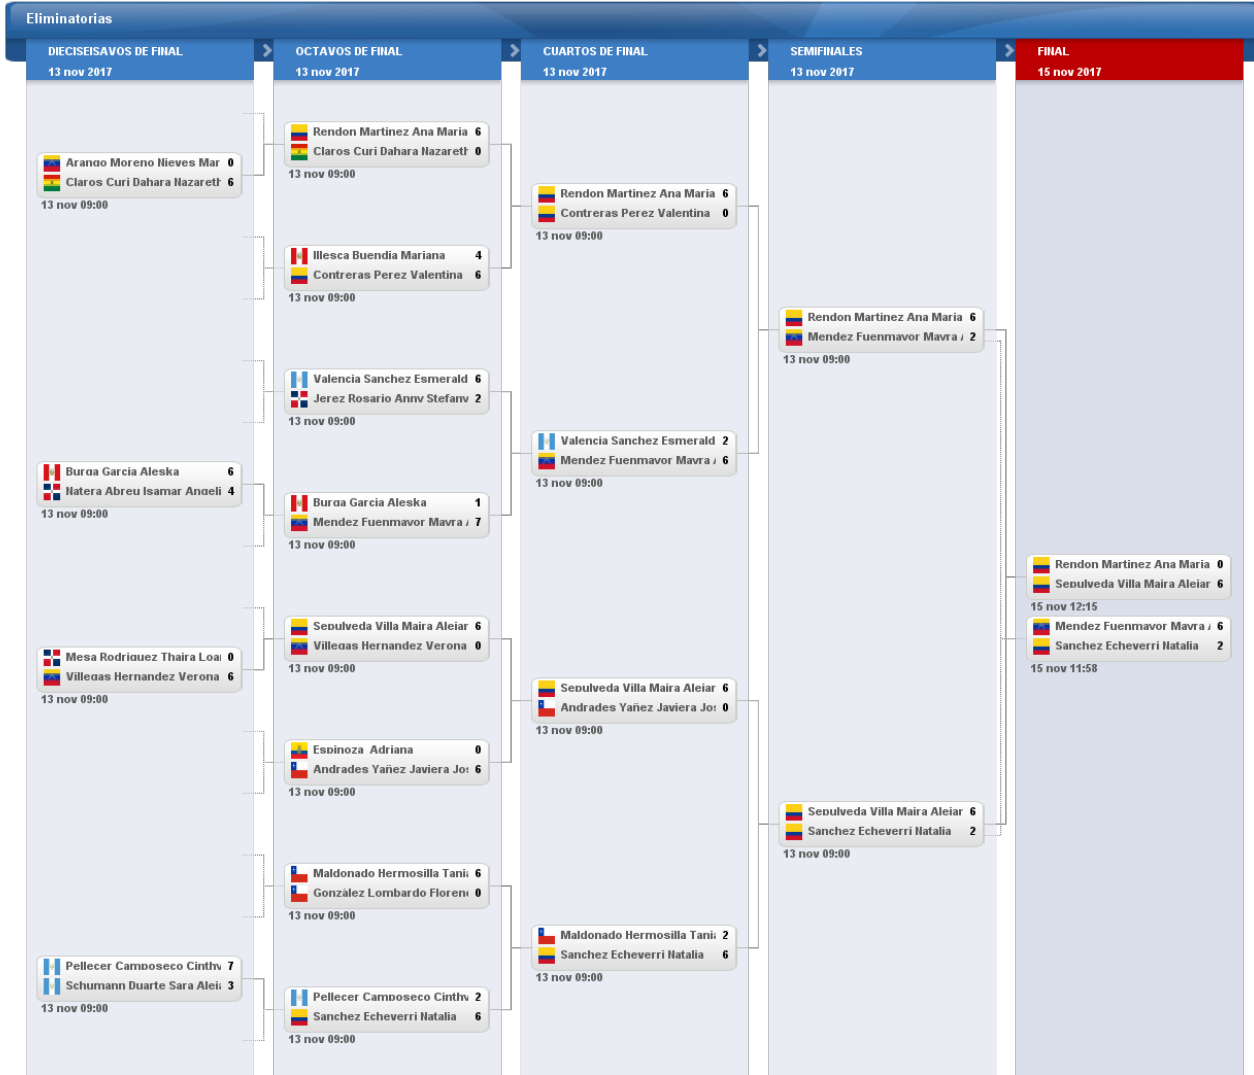 Eliminatorias
DIECISEISAVOS DE FINAL
13 nov 2017
OCTAVOS DE FINAL
13 nov 2017
CUARTOS DE FINAL
13 nov 2017
SEMIFINALES
13 nov 2017
FINAL
15 nov 2017
Arango Moreno Nieves Mar 0
Claros Curi Dahara Nazareth 6
13 nov 09:00
Burga Garcia Aleska 6
Natera Abreu Isamar Angeli 4
13 nov 09:00
Mesa Rodriguez Thaira Loa 0
Villegas Hernandez Verona 6
13 nov 09:00
Pellecer Camposeco Cinthy 7
Schumann Duarte Sara Alej 3
13 nov 09:00
Rendon Martinez Ana Maria 6
Claros Curi Dahara Nazareth 0
13 nov 09:00
Illesca Buendia Mariana 4
Contreras Perez Valentina 6
13 nov 09:00
Valencia Sanchez Esmerald 6
Jerez Rosario Anny Stefany 2
13 nov 09:00
Burga Garcia Aleska 1
Mendez Fuenmayor Mayra 7
13 nov 09:00
Sepulveda Villa Maira Alejar 6
Villegas Hernandez Verona 0
13 nov 09:00
Espinoza Adriana 0
Andrades Yañez Javiera Jos 6
13 nov 09:00
Maldonado Hermosilla Tani 6
Gonzàlez Lombardo Floren 0
13 nov 09:00
Pellecer Camposeco Cinthy 2
Sanchez Echeverri Natalia 6
13 nov 09:00
Rendon Martinez Ana Maria 6
Contreras Perez Valentina 0
13 nov 09:00
Valencia Sanchez Esmerald 2
Mendez Fuenmayor Mayra 6
13 nov 09:00
Sepulveda Villa Maira Alejar 6
Andrades Yañez Javiera Jos 0
13 nov 09:00
Maldonado Hermosilla Tani 2
Sanchez Echeverri Natalia 6
13 nov 09:00
Rendon Martinez Ana Maria 6
Mendez Fuenmayor Mayra 2
13 nov 09:00
Sepulveda Villa Maira Alejar 6
Sanchez Echeverri Natalia 2
13 nov 09:00
Rendon Martinez Ana Maria 0
Sepulveda Villa Maira Alejar 6
15 nov 12:15
Mendez Fuenmayor Mayra 6
Sanchez Echeverri Natalia 2
15 nov 11:58